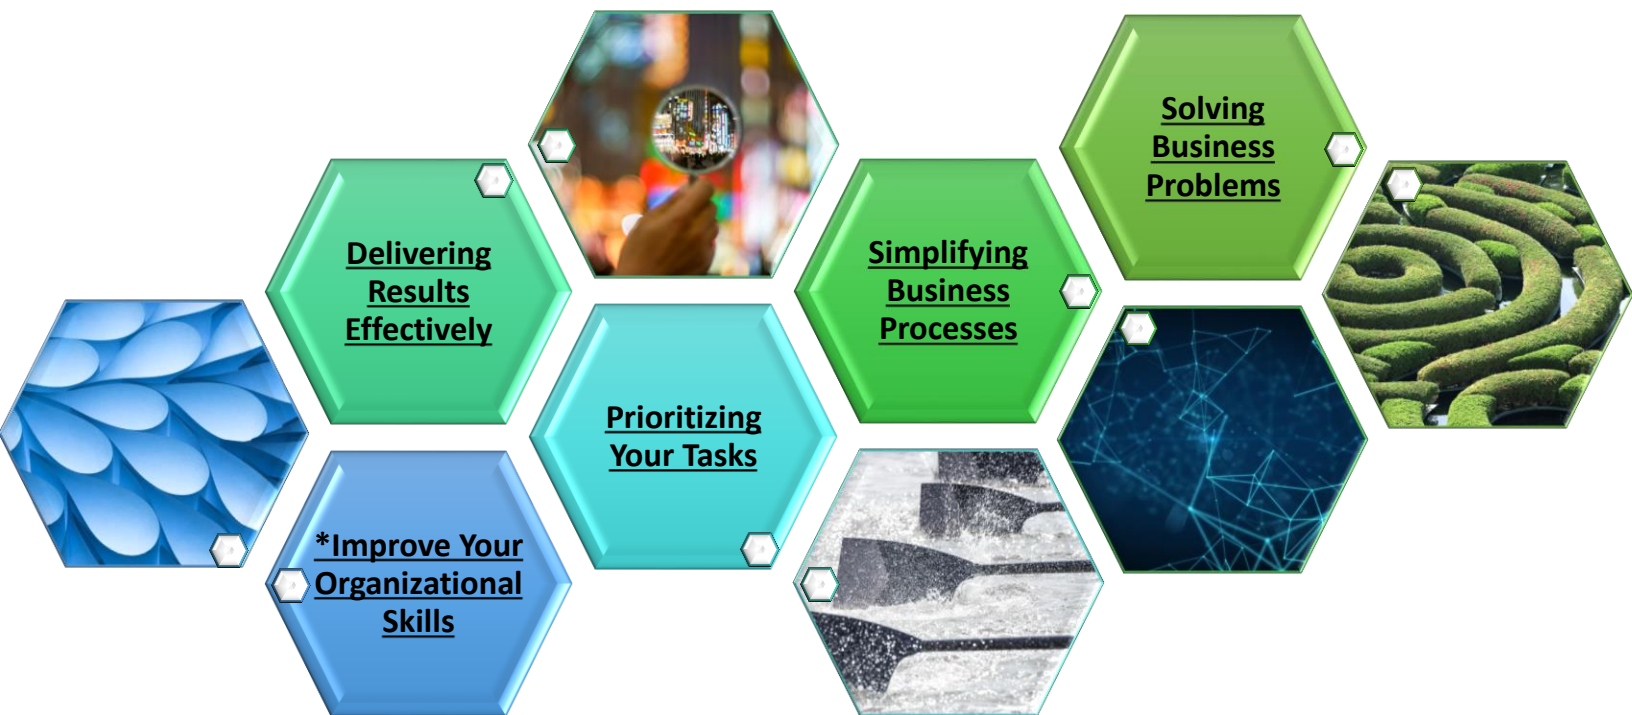 Delivering
Results
Effectively
*Improve Your
Organizational
Skills
Prioritizing
Your Tasks
Simplifying
Business
Processes
Solving
Business
Problems